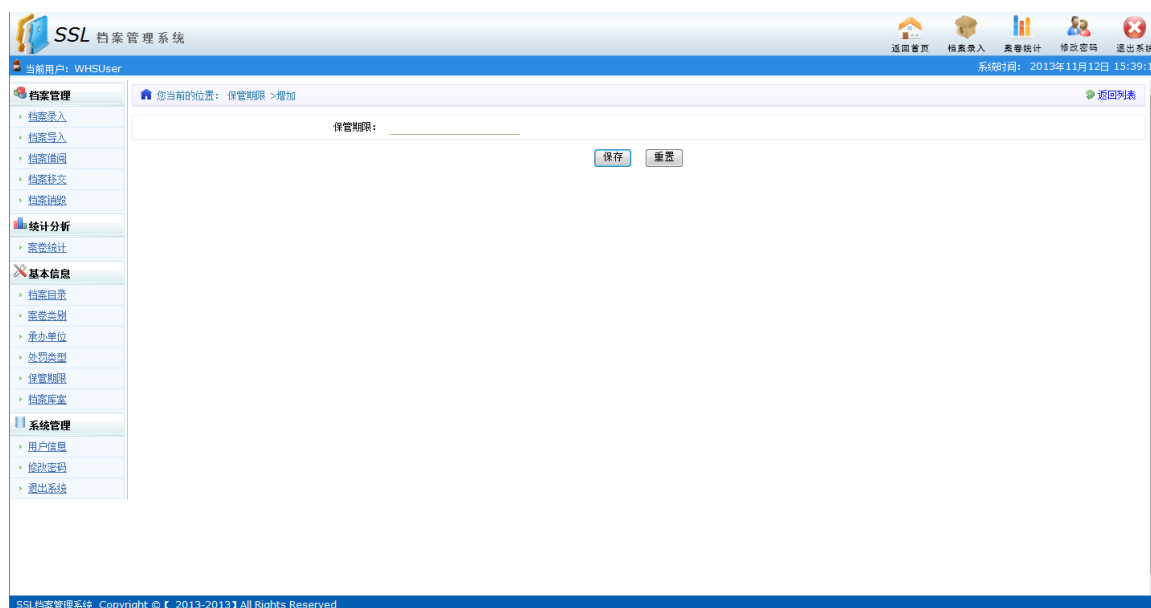 SSL 档案管理系统
返回首页 档案录入 案卷统计 修改密码 退出系统
当前用户: WHSUser
系统时间: 2013年11月12日 15:39:1
档案管理
档案录入
档案导入
档案借阅
档案移交
档案销毁
统计分析
案卷统计
基本信息
档案目录
案卷类别
承办单位
处罚类型
保管期限
档案库室
系统管理
用户信息
修改密码
退出系统
您当前的位置: 保管期限 >增加
返回列表
保管期限:
保存 重置
SSL档案管理系统 Copyright © 【 2013-2013】 All Rights Reserved